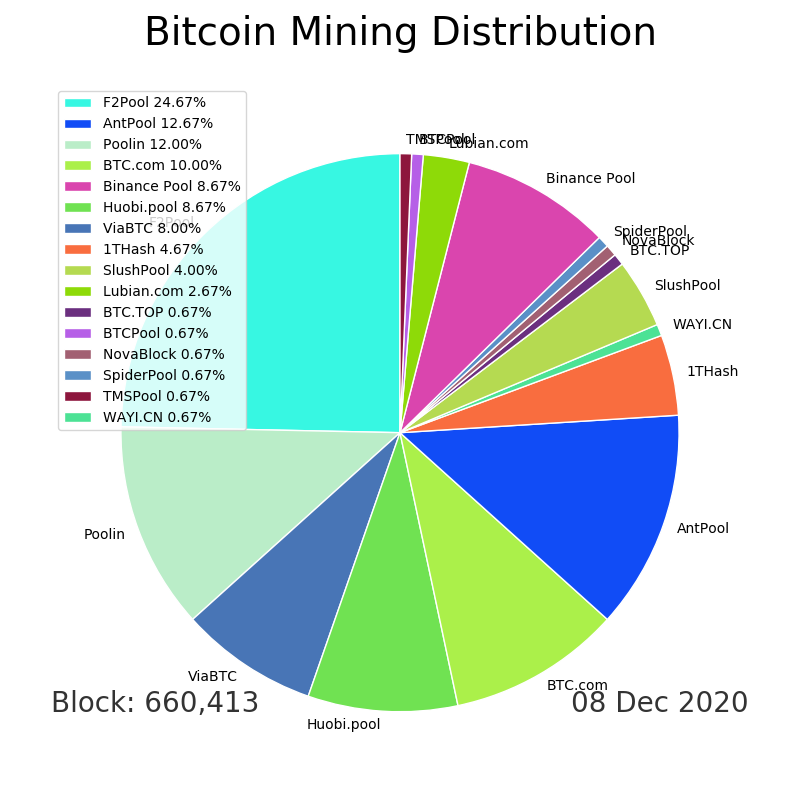 Bitcoin Mining Distribution
F2Pool 24.67%
AntPool 12.67%
Poolin 12.00%
BTC.com 10.00%
Binance Pool 8.67%
Huobi.pool 8.67%
ViaBTC 8.00%
1THash 4.67%
SlushPool 4.00%
Lubian.com 2.67%
BTC.TOP 0.67%
BTCPool 0.67%
NovaBlock 0.67%
SpiderPool 0.67%
TMSPool 0.67%
WAYI.CN 0.67%
TMSPool
BTCPool
Lubian.com
Binance Pool
SpiderPool
NovaBlock
BTC.TOP
SlushPool
WAYI.CN
1THash
AntPool
BTC.com
Huobi.pool
ViaBTC
Poolin
F2Pool
Block: 660,413
08 Dec 2020